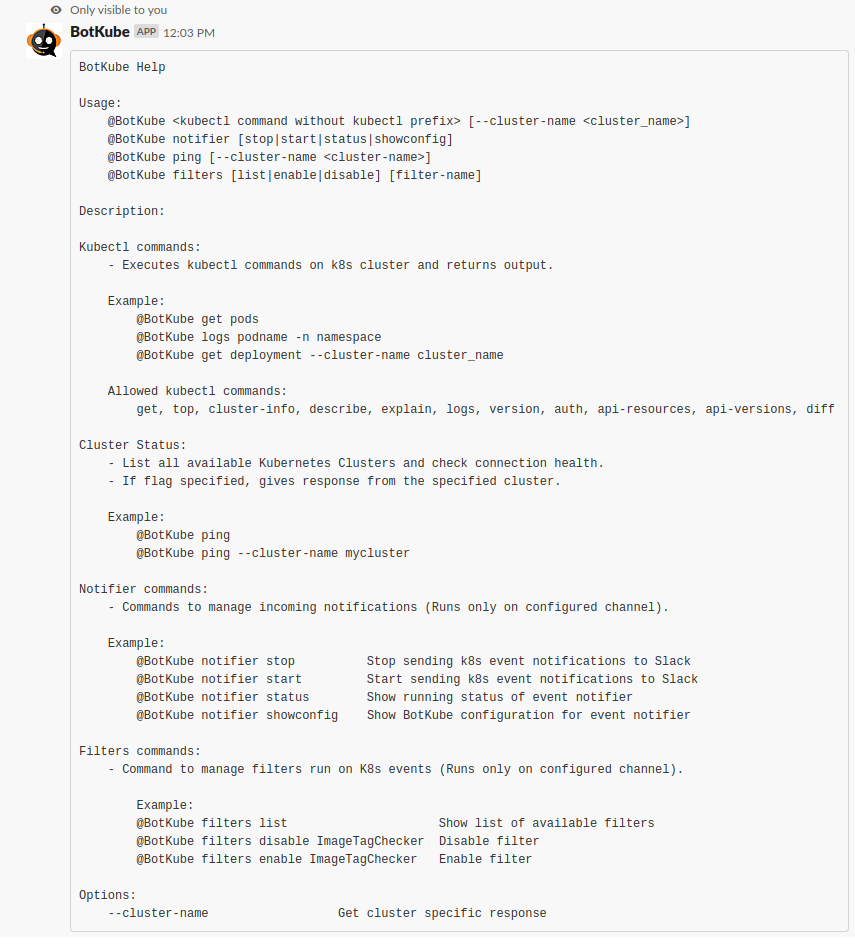 Only visible to you
BotKube APP 12:03 PM
BotKube Help
Usage:
@BotKube <kubectl command without kubectl prefix> [--cluster-name <cluster_name>]
@BotKube notifier [stop|start|status|showconfig]
@BotKube ping [--cluster-name <cluster-name>]
@BotKube filters [list|enable|disable] [filter-name]
Description:
Kubectl commands:
- Executes kubectl commands on k8s cluster and returns output.
Example:
@BotKube get pods
@BotKube logs podname -n namespace
@BotKube get deployment --cluster-name cluster_name
Allowed kubectl commands:
get, top, cluster-info, describe, explain, logs, version, auth, api-resources, api-versions, diff
Cluster Status:
- List all available Kubernetes Clusters and check connection health.
- If flag specified, gives response from the specified cluster.
Example:
@BotKube ping
@BotKube ping --cluster-name mycluster
Notifier commands:
- Commands to manage incoming notifications (Runs only on configured channel).
Example:
@BotKube notifier stop Stop sending k8s event notifications to Slack
@BotKube notifier start Start sending k8s event notifications to Slack
@BotKube notifier status Show running status of event notifier
@BotKube notifier showconfig Show BotKube configuration for event notifier
Filters commands:
- Command to manage filters run on K8s events (Runs only on configured channel).
Example:
@BotKube filters list Show list of available filters
@BotKube filters disable ImageTagChecker Disable filter
@BotKube filters enable ImageTagChecker Enable filter
Options:
--cluster-name Get cluster specific response